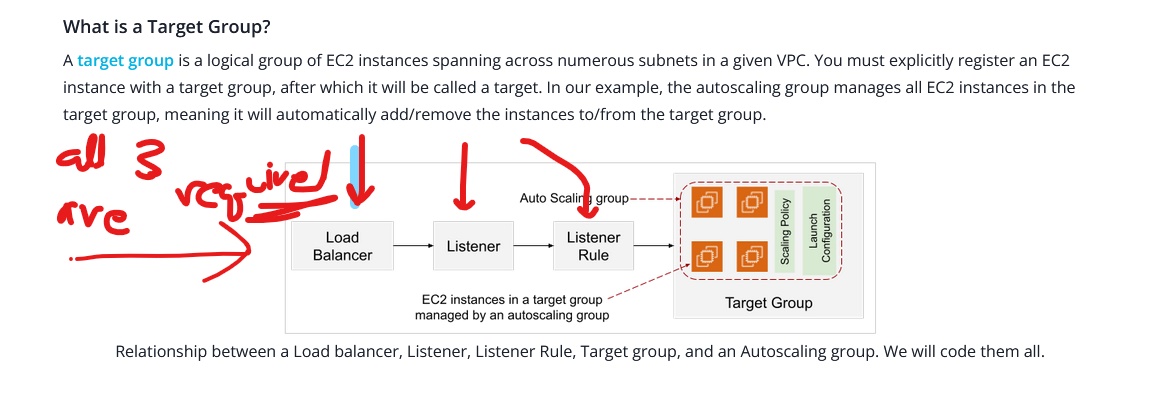 What is a Target Group?
A target group is a logical group of EC2 instances spanning across numerous subnets in a given VPC. You must explicitly register an EC2
instance with a target group, after which it will be called a target. In our example, the autoscaling group manages all EC2 instances in the
target group, meaning it will automatically add/remove the instances to/from the target group.
all 3
are
required
Auto Scaling group
Load
Balancer
Listener
Listener
Rule
Scaling Policy
Launch
Configuration
EC2 instances in a target group
managed by an autoscaling group
Target Group
Relationship between a Load balancer, Listener, Listener Rule, Target group, and an Autoscaling group. We will code them all.